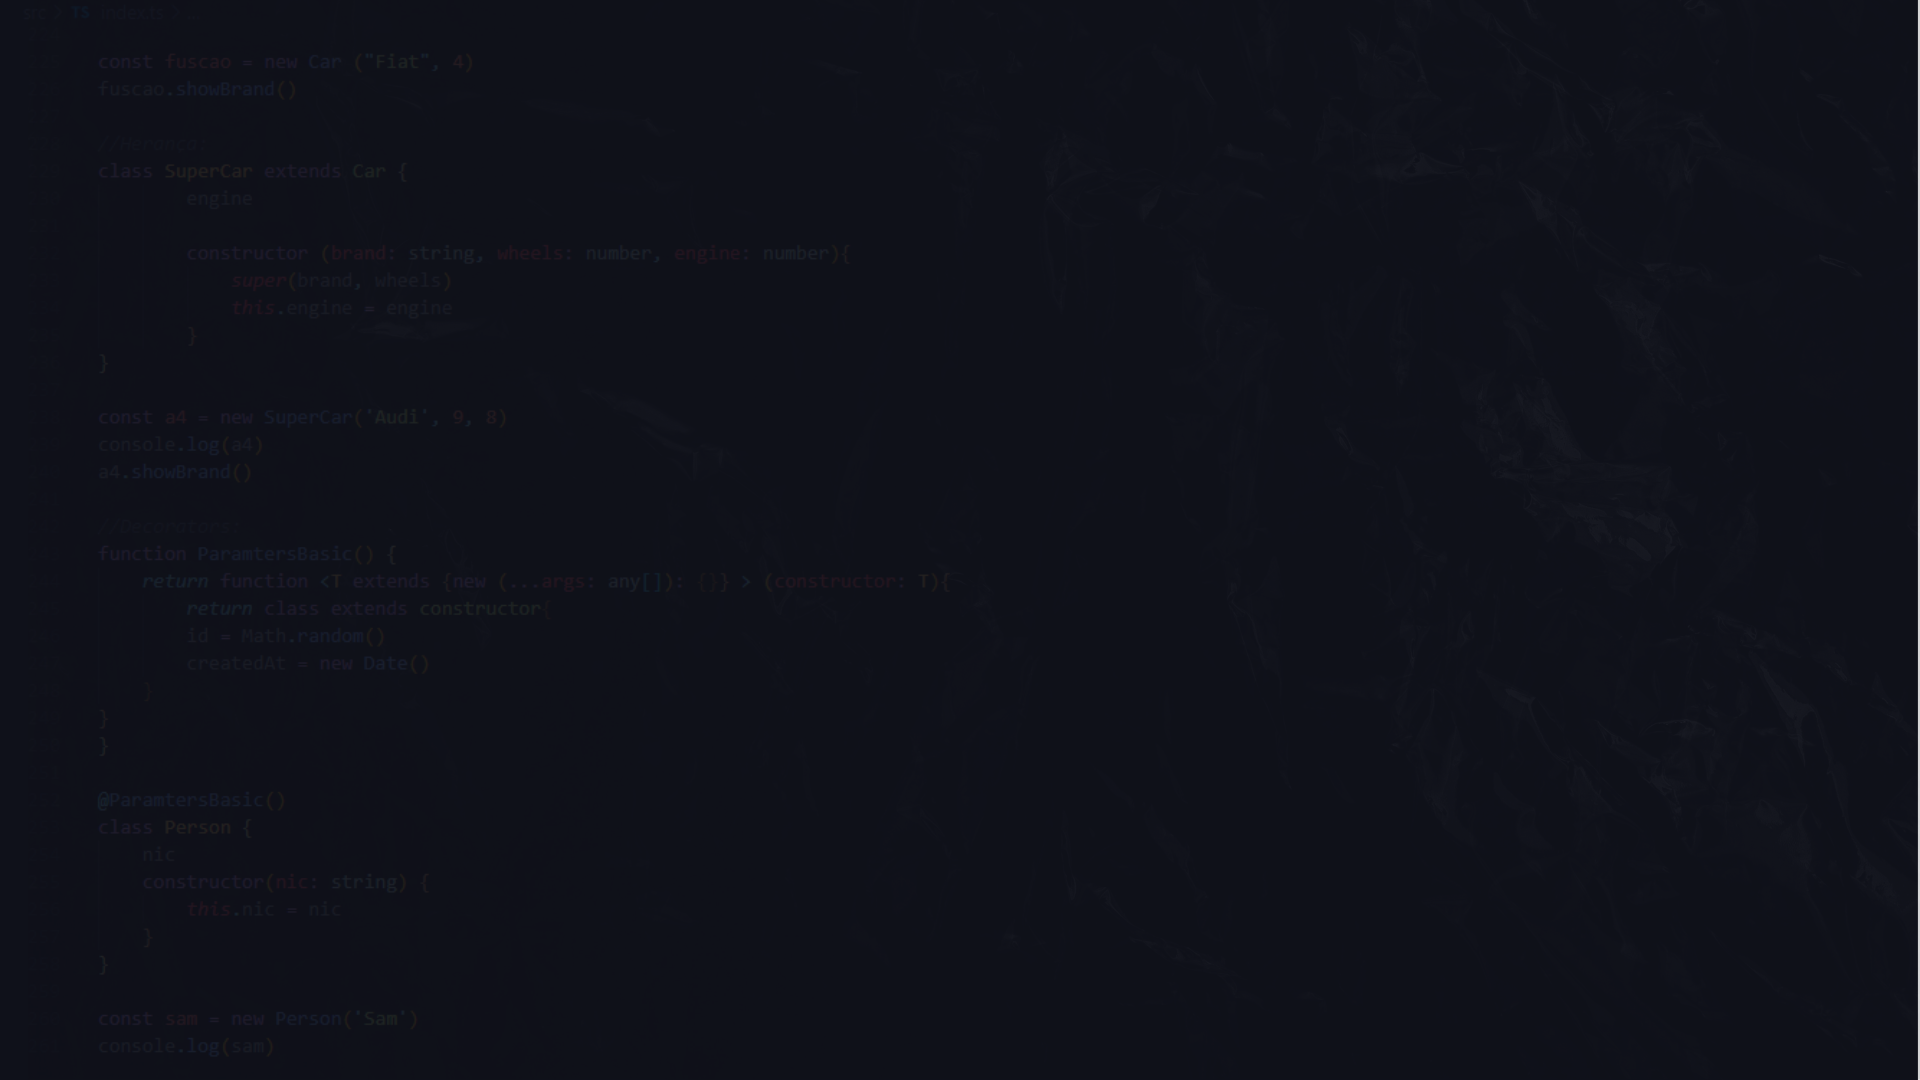 src > TS index.ts > ...
const fuscao = new Car ("Fiat", 4)
fuscao.showBrand()
//Herança:
class SuperCar extends Car {
engine
constructor (brand: string, wheels: number, engine: number){
super(brand, wheels)
this.engine = engine
}
}
const a4 = new SuperCar('Audi', 9, 8)
console.log(a4)
a4.showBrand()
//Decorators:
function ParamtersBasic() {
return function <T extends {new (...args: any[]): {}} > (constructor: T){
return class extends constructor{
id = Math.random()
createdAt = new Date()
}
}
}
@ParamtersBasic()
class Person {
nic
constructor(nic: string) {
this.nic = nic
}
}
const sam = new Person('Sam')
console.log(sam)